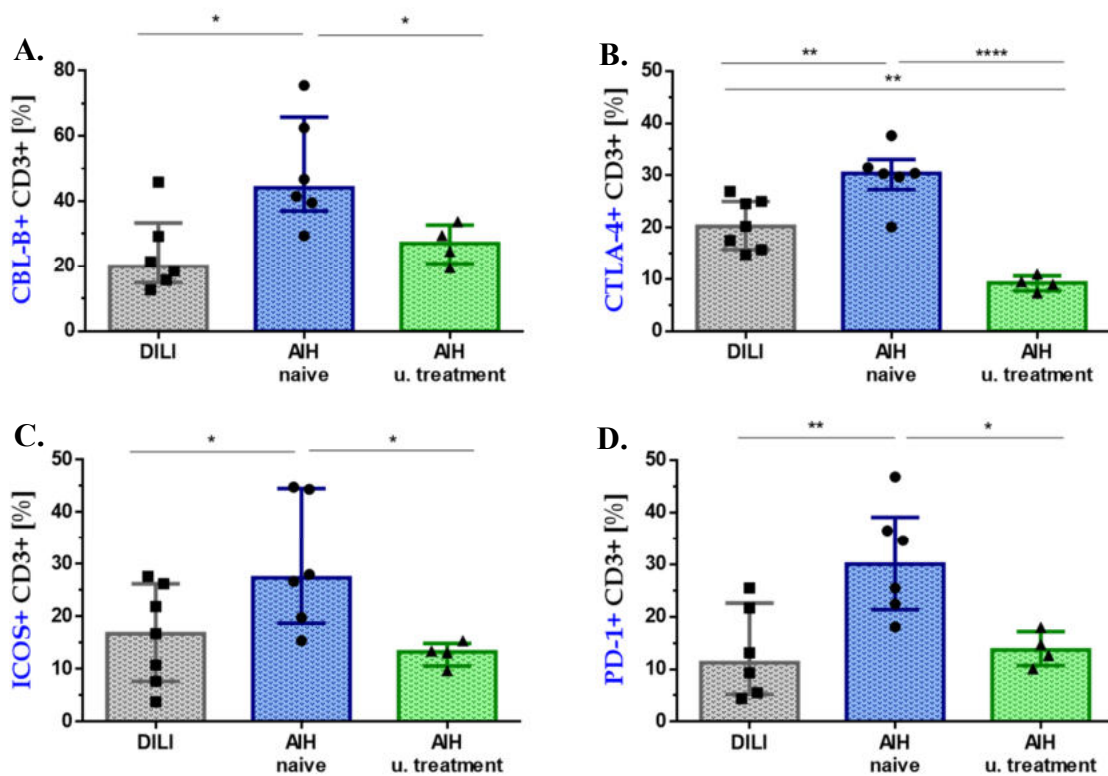 A.
* *
CBL-B+ CD3+ [%]
80
60
40
20
0
DILI
AIH
naive
AIH
u. treatment
B.
** ****
**
CTLA-4+ CD3+ [%]
50
40
30
20
10
0
DILI
AIH
naive
AIH
u. treatment
C.
* *
ICOS+ CD3+ [%]
50
40
30
20
10
0
DILI
AIH
naive
AIH
u. treatment
D.
** *
PD-1+ CD3+ [%]
50
40
30
20
10
0
DILI
AIH
naive
AIH
u. treatment